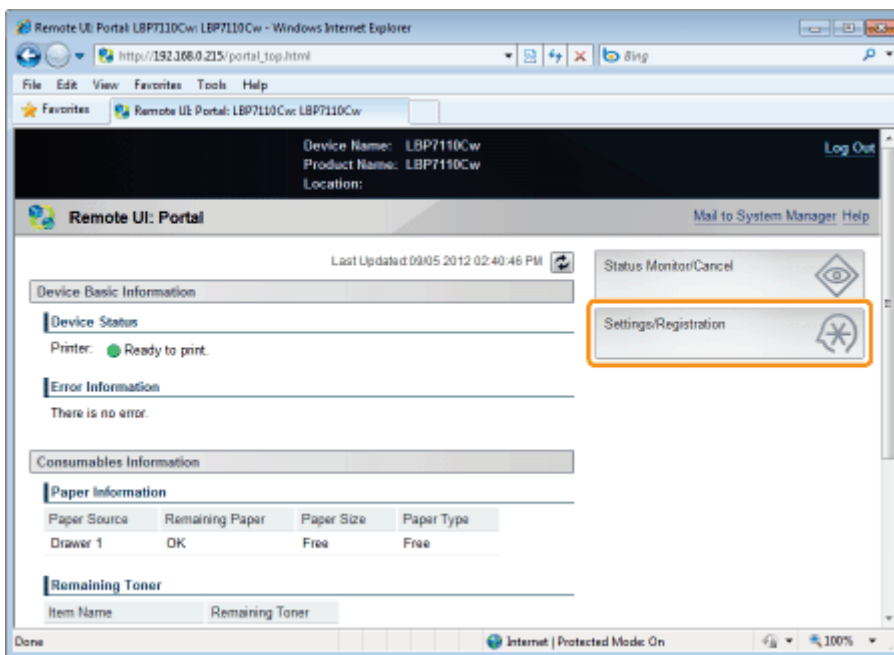 Remote UI: Portal: LBP7110Cw: LBP7110Cw - Windows Internet Explorer
http://192.168.0.215/portal_top.html
Bing
File Edit View Favorites Tools Help
Favorites
Remote UI: Portal: LBP7110Cw: LBP7110Cw
Device Name: LBP7110Cw
Product Name: LBP7110Cw
Location:
Log Out
Remote UI: Portal
Mail to System Manager Help
Last Updated:09/05 2012 02:40:46 PM
Status Monitor/Cancel
Settings/Registration
Device Basic Information
Device Status
Printer: Ready to print.
Error Information
There is no error.
Consumables Information
Paper Information
Paper Source Remaining Paper Paper Size Paper Type
Drawer 1 OK Free Free
Remaining Toner
Item Name Remaining Toner
Done
Internet | Protected Mode: On
100%